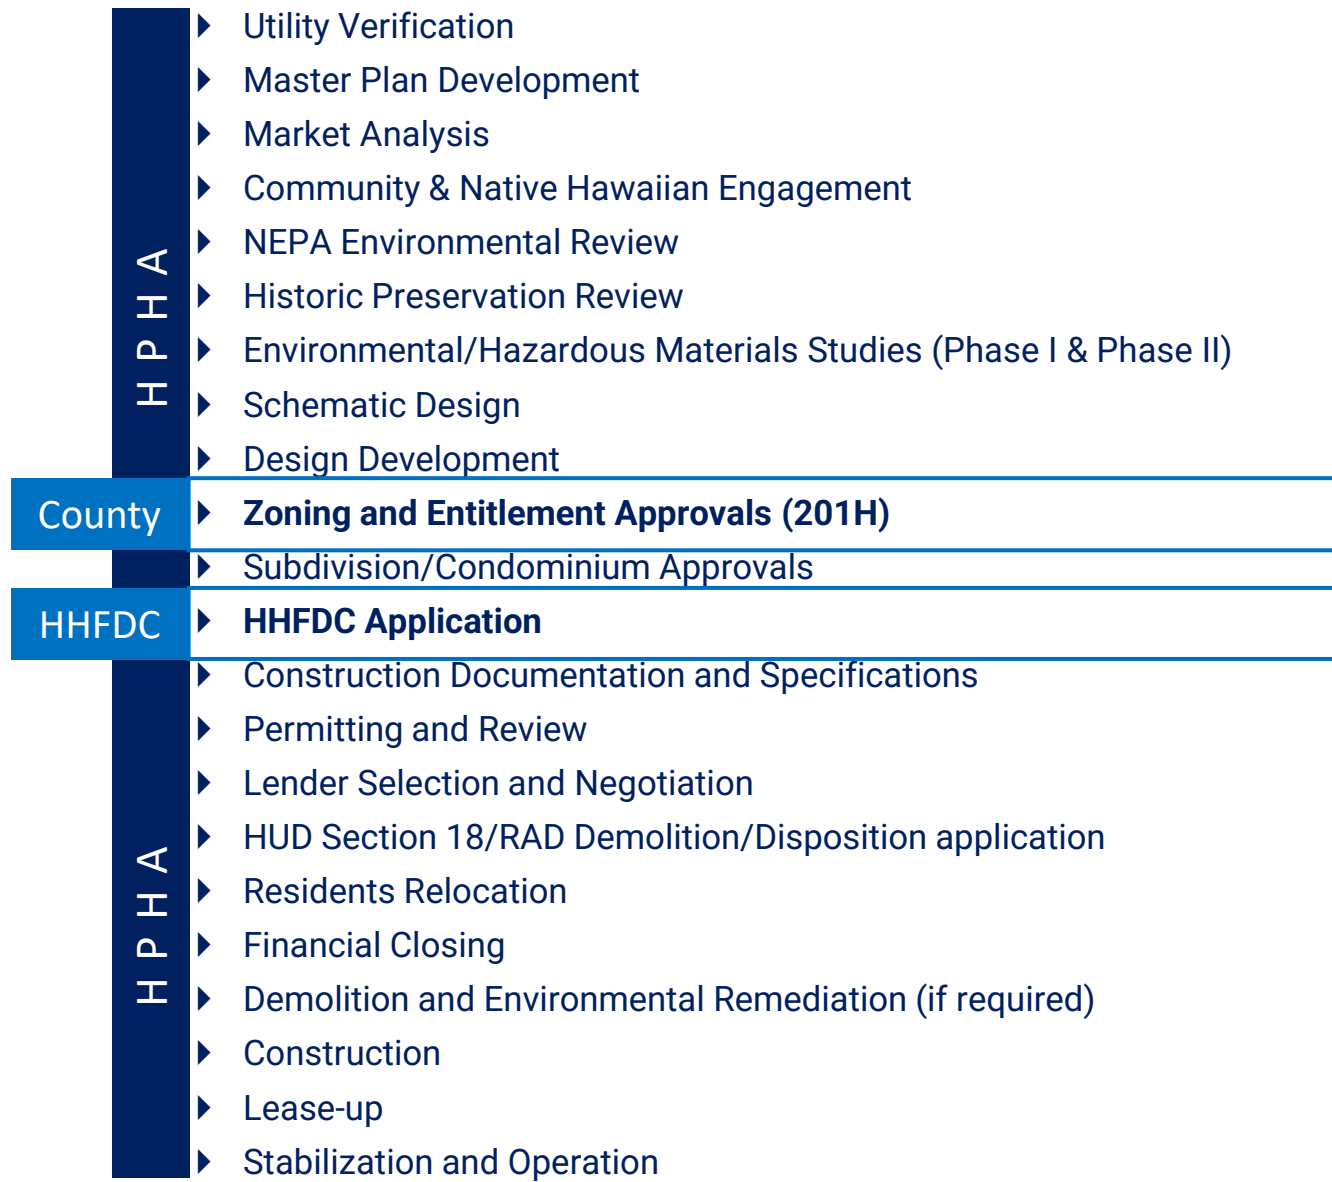 HPHA
Utility Verification
Master Plan Development
Market Analysis
Community & Native Hawaiian Engagement
NEPA Environmental Review
Historic Preservation Review
Environmental/Hazardous Materials Studies (Phase I & Phase II)
Schematic Design
Design Development
County
Zoning and Entitlement Approvals (201H)
Subdivision/Condominium Approvals
HHFDC
HHFDC Application
HPHA
Construction Documentation and Specifications
Permitting and Review
Lender Selection and Negotiation
HUD Section 18/RAD Demolition/Disposition application
Residents Relocation
Financial Closing
Demolition and Environmental Remediation (if required)
Construction
Lease-up
Stabilization and Operation